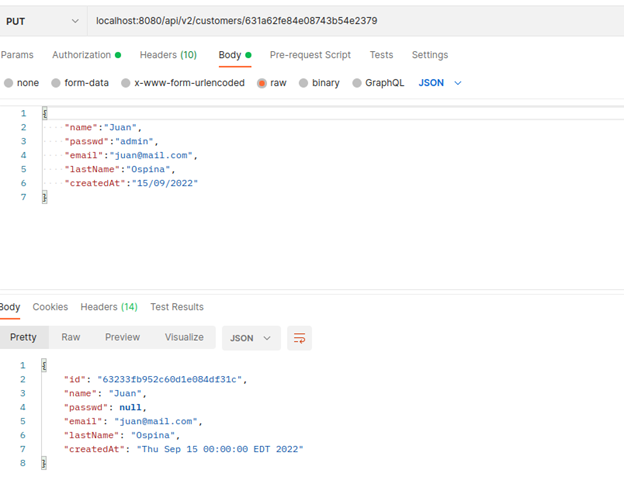 PUT localhost:8080/api/v2/customers/631a62fe84e08743b54e2379
Params Authorization Headers (10) Body Pre-request Script Tests Settings
none form-data x-www-form-urlencoded raw binary GraphQL JSON
1 {
2 "name":"Juan",
3 "passwd":"admin",
4 "email":"juan@mail.com",
5 "lastName":"Ospina",
6 "createdAt":"15/09/2022"
7 }
Body Cookies Headers (14) Test Results
Pretty Raw Preview Visualize JSON
1 {
2 "id": "63233fb952c60d1e084df31c",
3 "name": "Juan",
4 "passwd": null,
5 "email": "juan@mail.com",
6 "lastName": "Ospina",
7 "createdAt": "Thu Sep 15 00:00:00 EDT 2022"
8 }